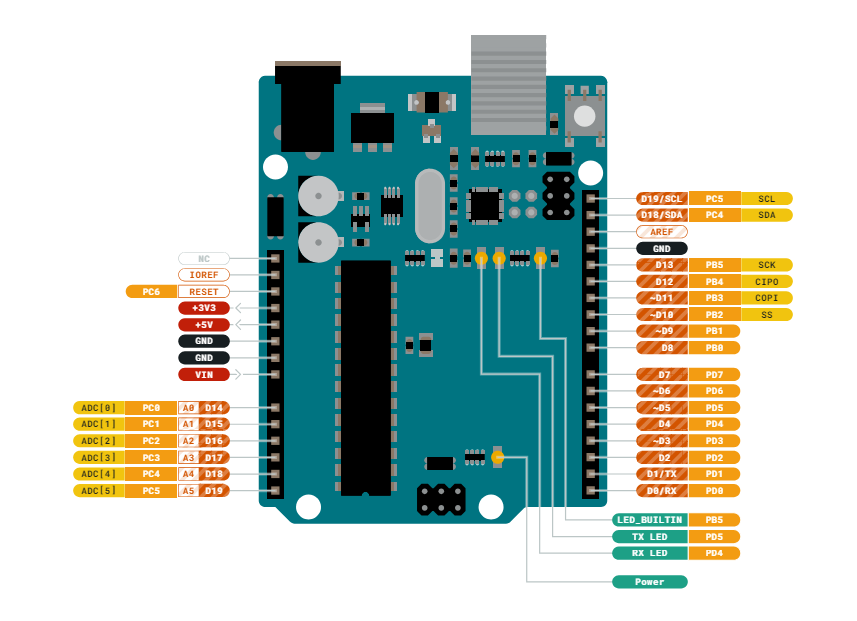 NC
IOREF
PC6 RESET
+3V3
+5V
GND
GND
VIN
ADC[0] PC0 A0 D14
ADC[1] PC1 A1 D15
ADC[2] PC2 A2 D16
ADC[3] PC3 A3 D17
ADC[4] PC4 A4 D18
ADC[5] PC5 A5 D19
D19/SCL PC5 SCL
D18/SDA PC4 SDA
AREF
GND
D13 PB5 SCK
D12 PB4 CIPO
~D11 PB3 COPI
~D10 PB2 SS
~D9 PB1
D8 PB0
D7 PD7
~D6 PD6
~D5 PD5
D4 PD4
~D3 PD3
D2 PD2
D1/TX PD1
D0/RX PD0
LED_BUILTIN PB5
TX LED PD5
RX LED PD4
Power